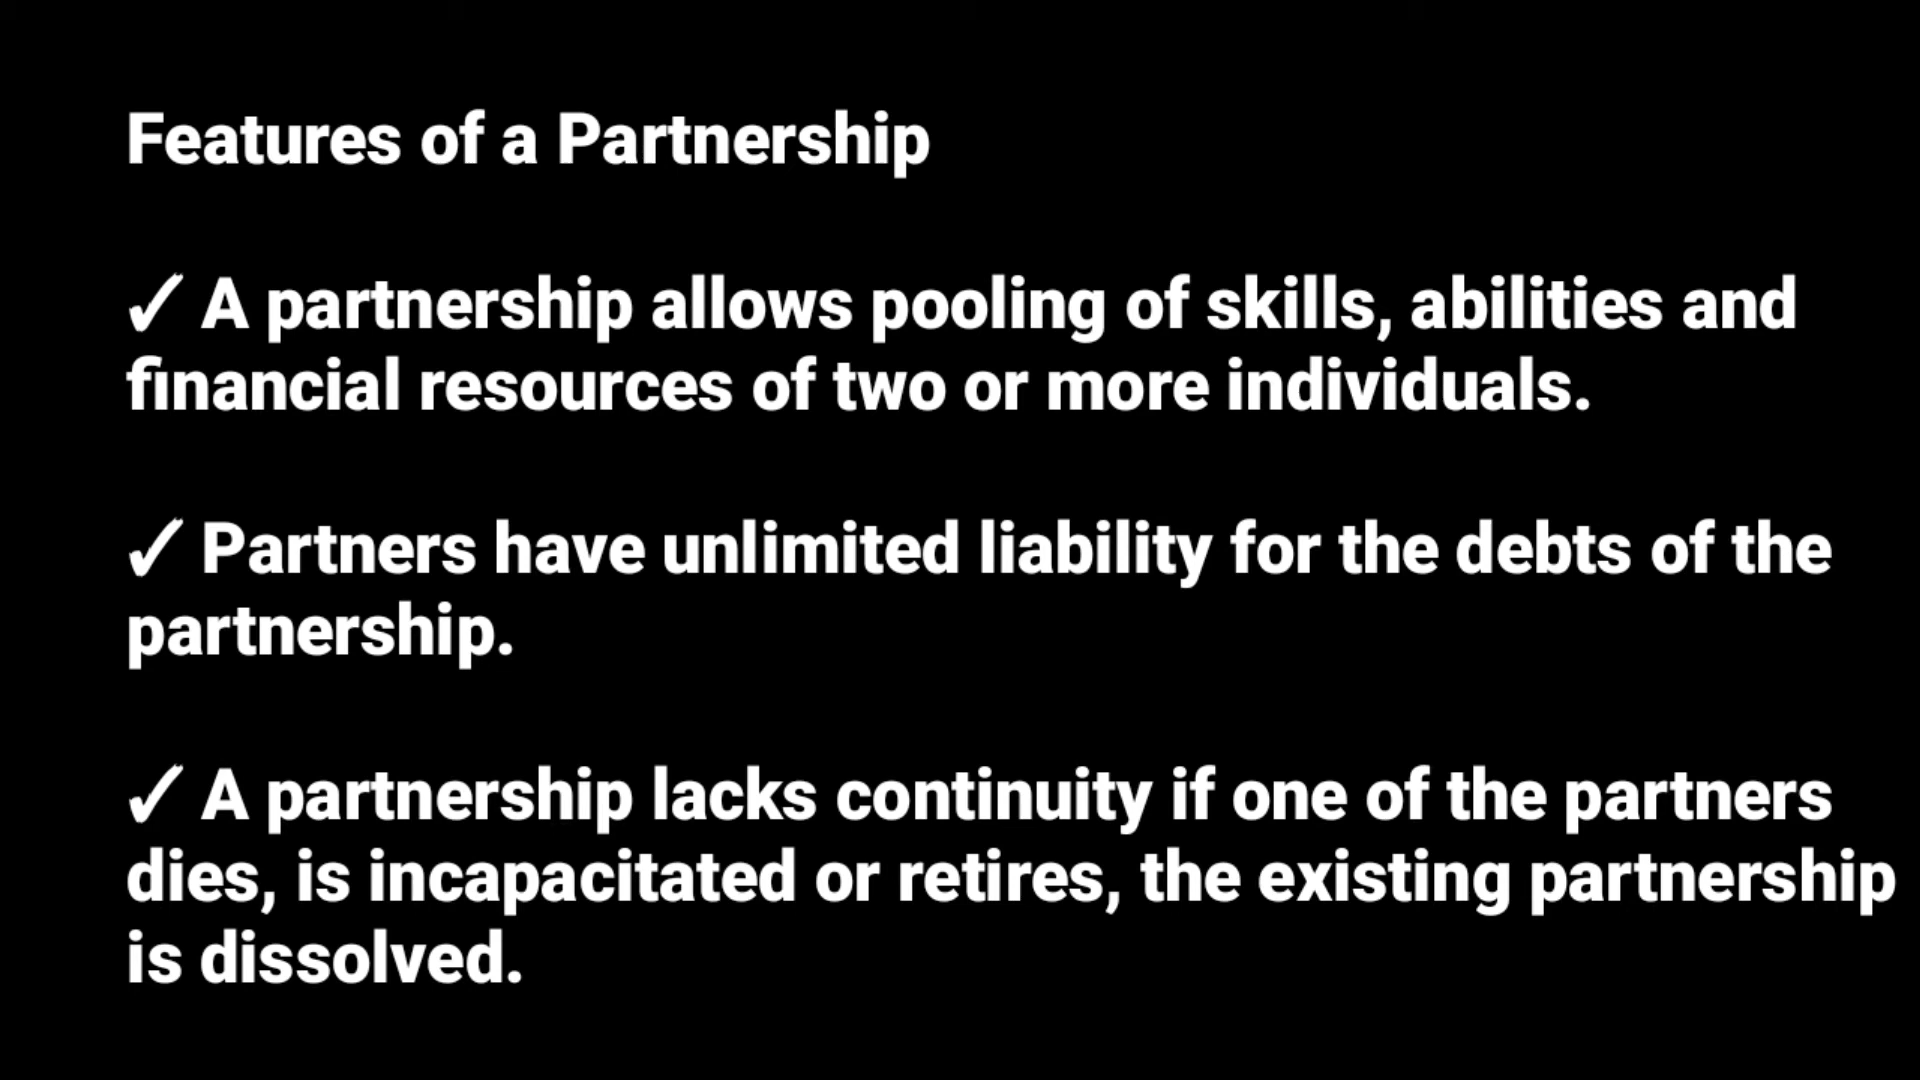 Features of a Partnership
✓ A partnership allows pooling of skills, abilities and
financial resources of two or more individuals.
✓ Partners have unlimited liability for the debts of the
partnership.
✓ A partnership lacks continuity if one of the partners
dies, is incapacitated or retires, the existing partnership
is dissolved.